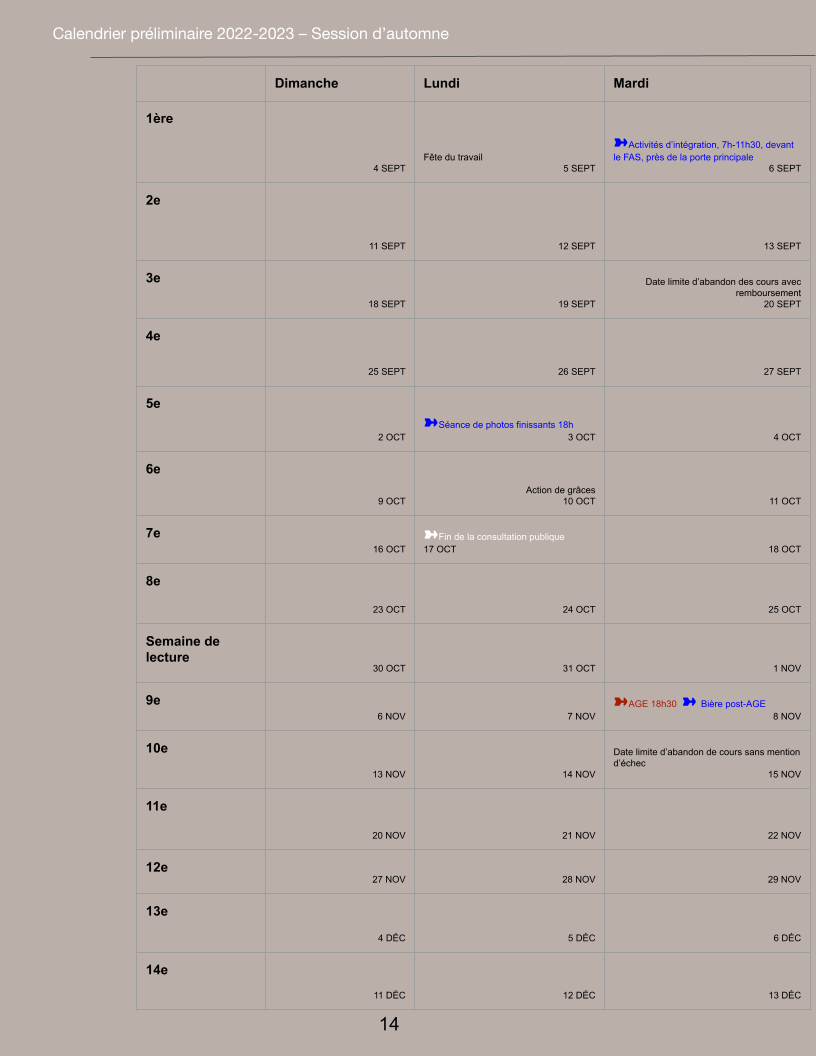 Calendrier préliminaire 2022-2023 – Session d’automne
Dimanche
Lundi
Mardi
1ère
4 SEPT
Fête du travail
5 SEPT
➽Activités d’intégration, 7h-11h30, devant
le FAS, près de la porte principale
6 SEPT
2e
11 SEPT
12 SEPT
13 SEPT
3e
18 SEPT
19 SEPT
Date limite d’abandon des cours avec
remboursement
20 SEPT
4e
25 SEPT
26 SEPT
27 SEPT
5e
2 OCT
➽Séance de photos finissants 18h
3 OCT
4 OCT
6e
9 OCT
Action de grâces
10 OCT
11 OCT
7e
16 OCT
➽Fin de la consultation publique
17 OCT
18 OCT
8e
23 OCT
24 OCT
25 OCT
Semaine de
lecture
30 OCT
31 OCT
1 NOV
9e
6 NOV
7 NOV
➽AGE 18h30 ➽ Bière post-AGE
8 NOV
10e
13 NOV
14 NOV
Date limite d’abandon de cours sans mention
d’échec
15 NOV
11e
20 NOV
21 NOV
22 NOV
12e
27 NOV
28 NOV
29 NOV
13e
4 DÉC
5 DÉC
6 DÉC
14e
11 DÉC
12 DÉC
13 DÉC
14